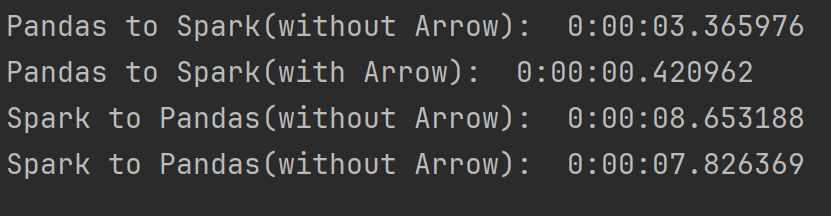 Pandas to Spark(without Arrow):  0:00:03.365976
Pandas to Spark(with Arrow):  0:00:00.420962
Spark to Pandas(without Arrow):  0:00:08.653188
Spark to Pandas(without Arrow):  0:00:07.826369